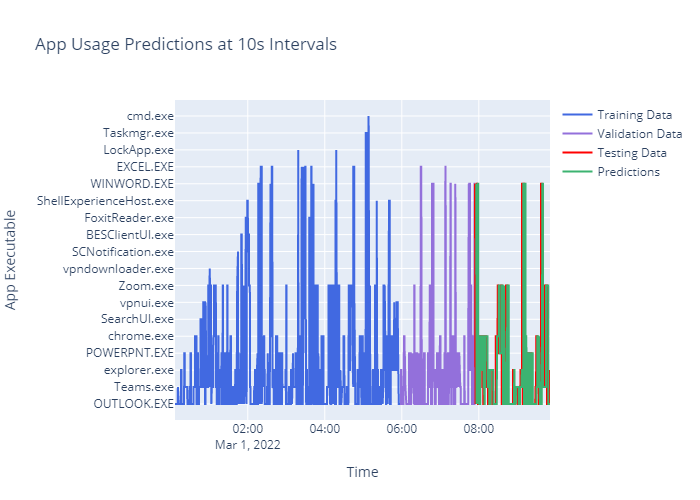 App Usage Predictions at 10s Intervals
cmd.exe
Taskmgr.exe
LockApp.exe
EXCEL.EXE
WINWORD.EXE
ShellExperienceHost.exe
FoxitReader.exe
BESClientUI.exe
SCNotification.exe
vpndownloader.exe
Zoom.exe
vpnui.exe
SearchUI.exe
chrome.exe
POWERPNT.EXE
explorer.exe
Teams.exe
OUTLOOK.EXE
App Executable
02:00
04:00
06:00
08:00
Mar 1, 2022
Time
Training Data
Validation Data
Testing Data
Predictions